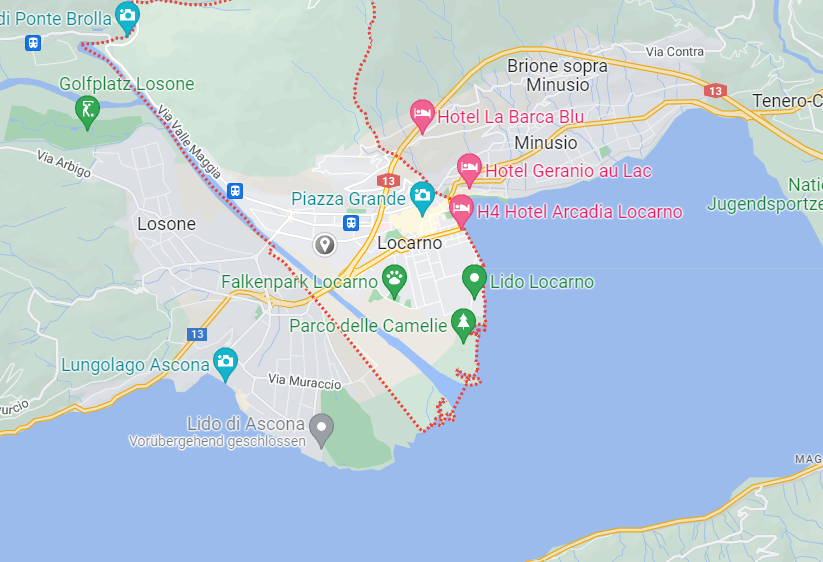 di Ponte Brolla
Via Contra
Brione sopra
Minusio
13
Golfplatz Losone
Tenero-C
Via Valle Maggia
Hotel La Barca Blu
Minusio
Via Arbigo
Hotel Geranio au Lac
13
Nati
Jugendsportze
Piazza Grande
H4 Hotel Arcadia Locarno
Losone
Locarno
Falkenpark Locarno
Lido Locarno
Parco delle Camelie
13
Lungolago Ascona
Via Muraccio
vurcio
Lido di Ascona
Vorübergehend geschlossen
MAG